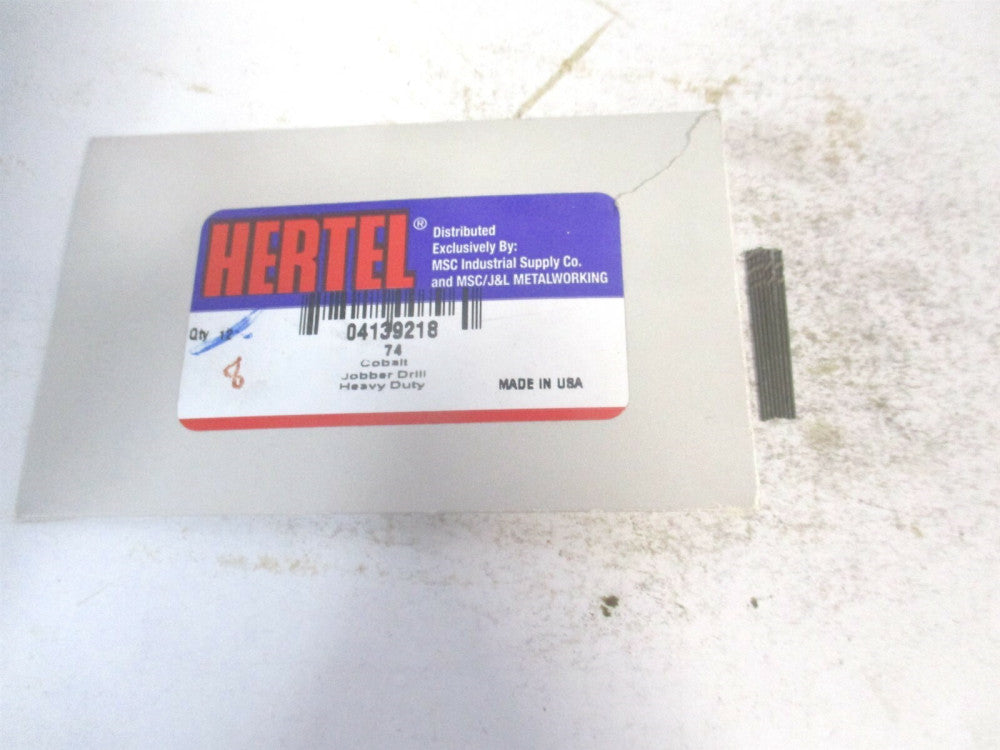 HERTEL®
Distributed
Exclusively By:
MSC Industrial Supply Co.
and MSC/J&L METALWORKING
Qty 12
8
04139218
74
Cobalt
Jobber Drill
Heavy Duty
MADE IN USA